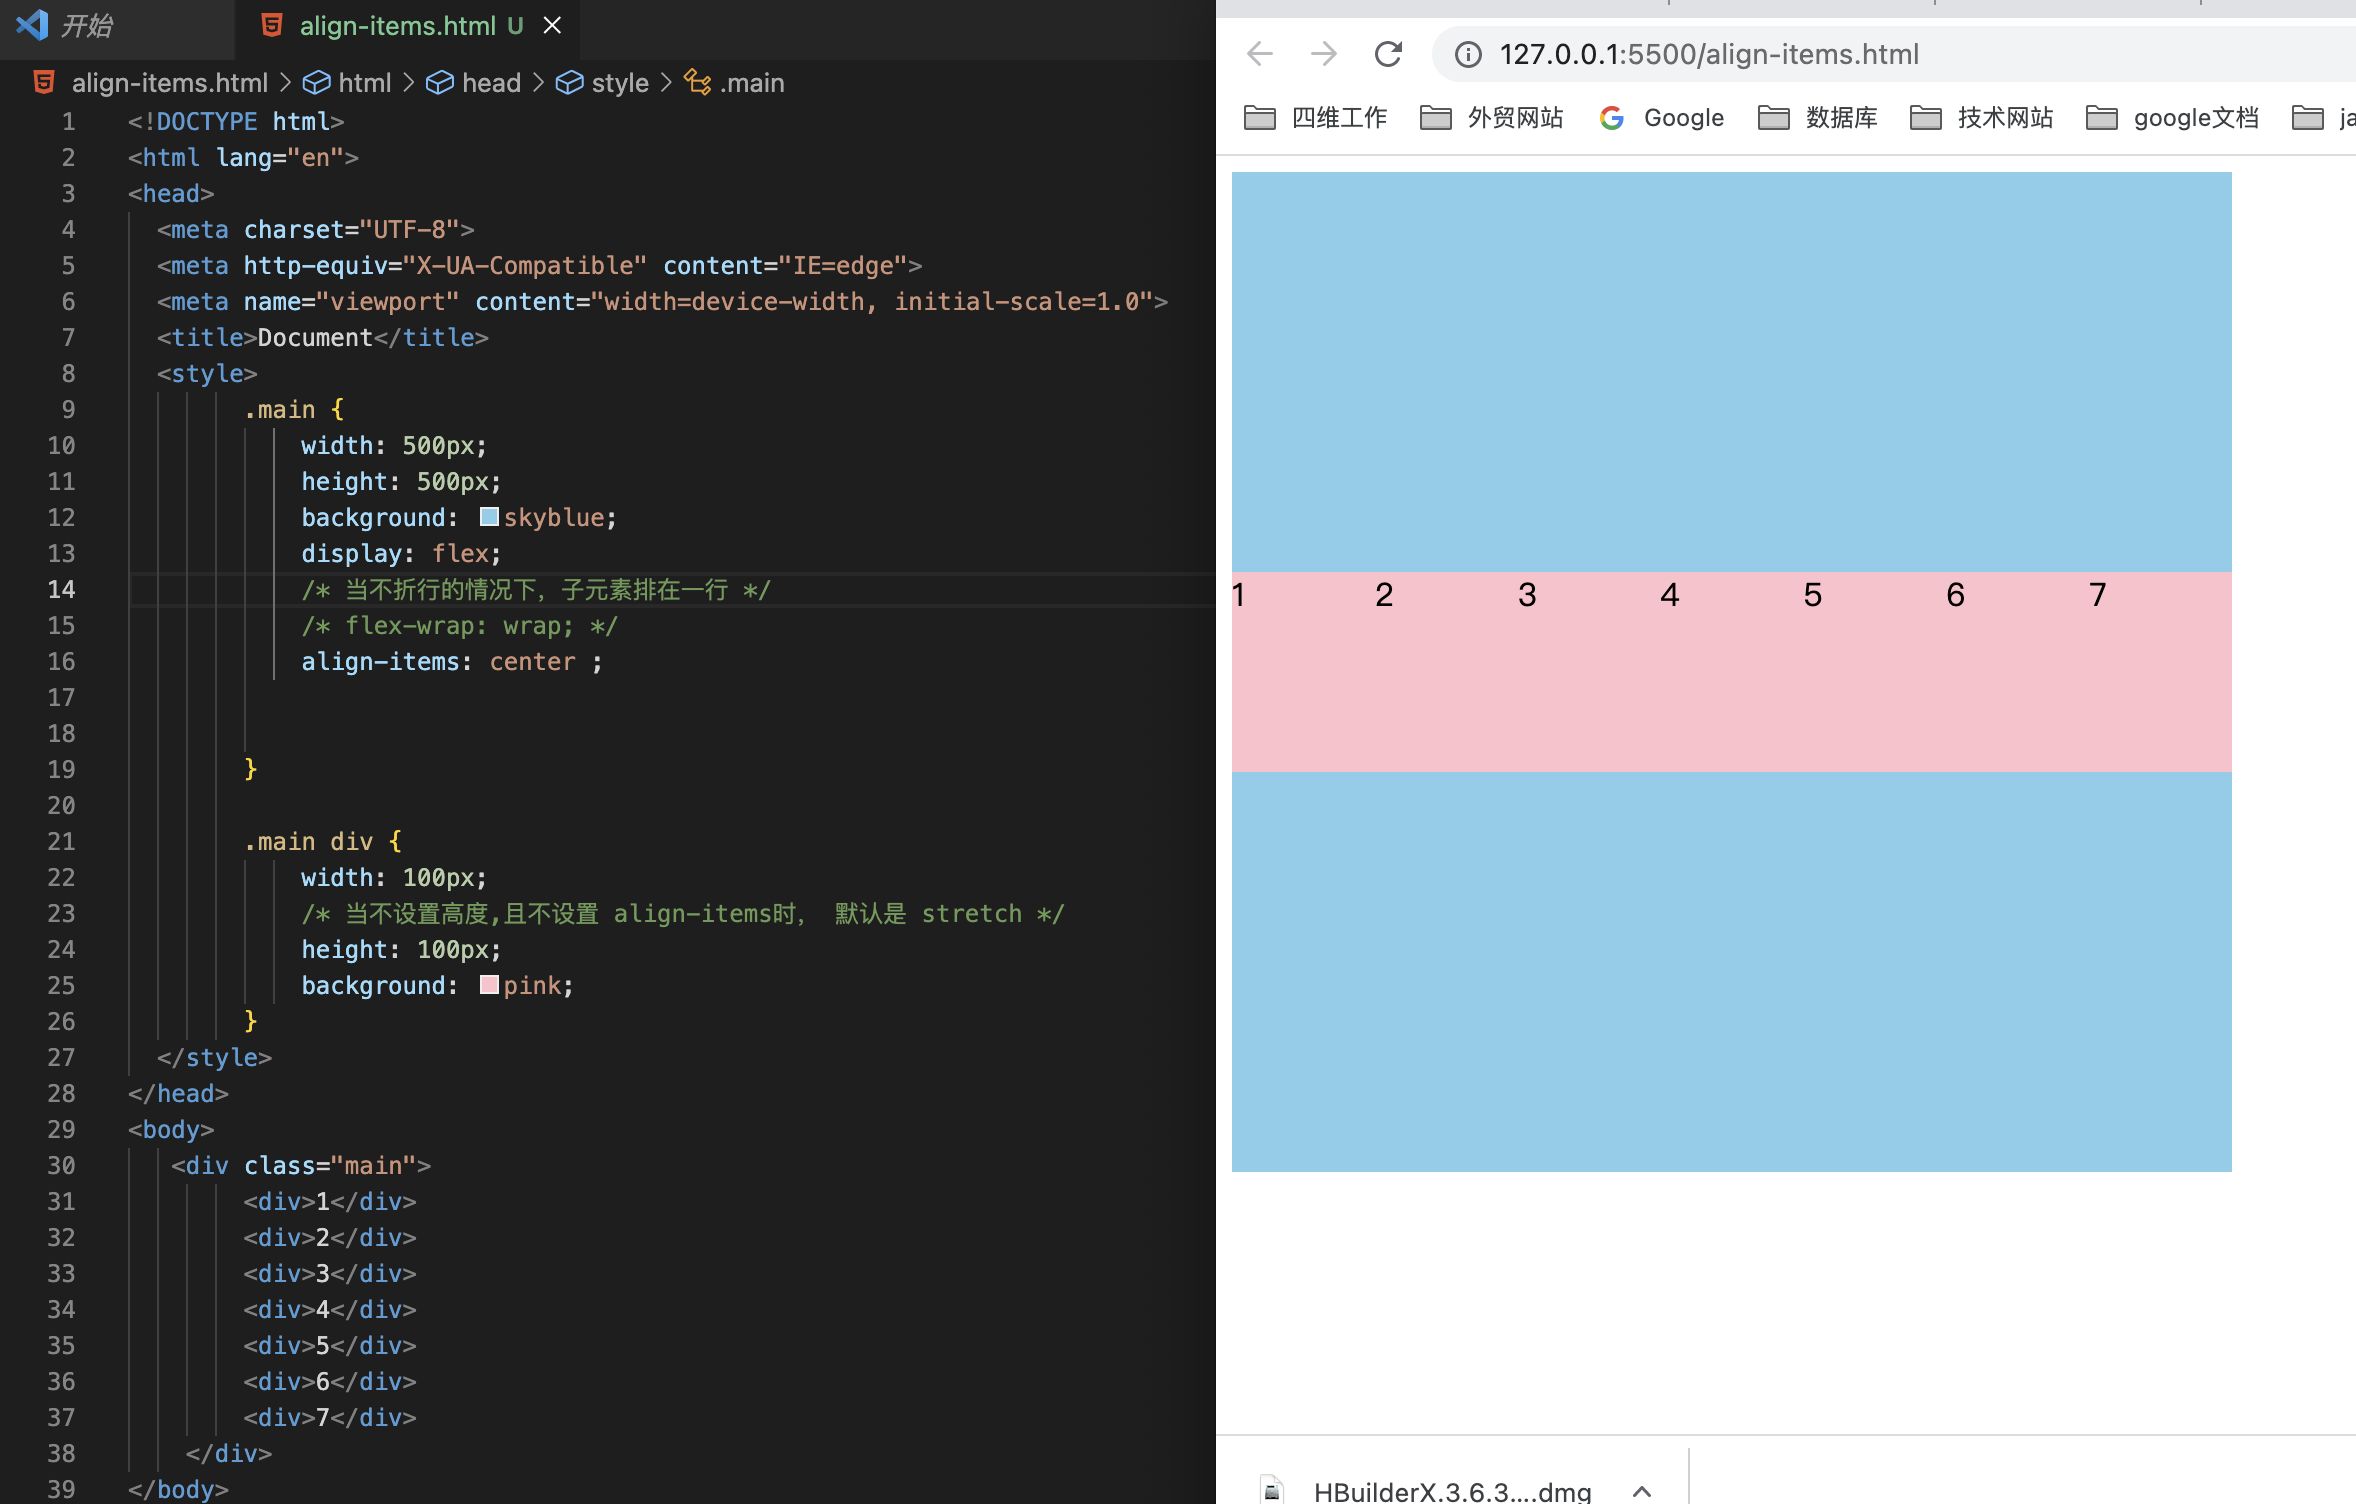 开始
align-items.html U
align-items.html > html > head > style > .main
1 <!DOCTYPE html>
2 <html lang="en">
3 <head>
4 <meta charset="UTF-8">
5 <meta http-equiv="X-UA-Compatible" content="IE=edge">
6 <meta name="viewport" content="width=device-width, initial-scale=1.0">
7 <title>Document</title>
8 <style>
9 .main {
10 width: 500px;
11 height: 500px;
12 background: skyblue;
13 display: flex;
14 /* 当不折行的情况下，子元素排在一行 */
15 /* flex-wrap: wrap; */
16 align-items: center ;
17
18
19 }
20
21 .main div {
22 width: 100px;
23 /* 当不设置高度,且不设置 align-items时， 默认是 stretch */
24 height: 100px;
25 background: pink;
26 }
27 </style>
28 </head>
29 <body>
30 <div class="main">
31 <div>1</div>
32 <div>2</div>
33 <div>3</div>
34 <div>4</div>
35 <div>5</div>
36 <div>6</div>
37 <div>7</div>
38 </div>
39 </body>
127.0.0.1:5500/align-items.html
四维工作 外贸网站 Google 数据库 技术网站 google文档 ja
1 2 3 4 5 6 7
HBuilderX.3.6.3....dmg